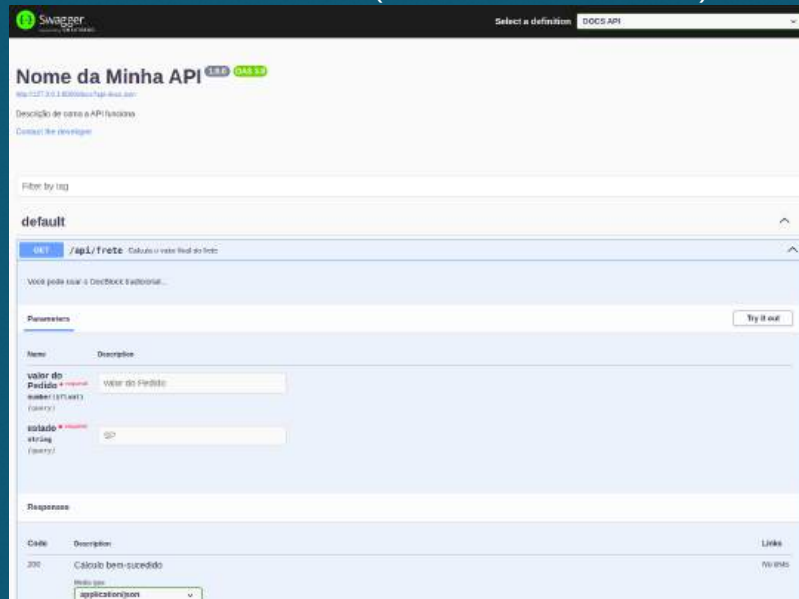 Swagger
Select a definition DOCS API
Nome da Minha API 1.0.0 OAS 3.0
Descrição de como a API funciona
Contact the developer
Filter by tag
default
GET /api/frete Calcula o valor final do frete
Você pode usar o DocBlock tradicional...
Parameters Try it out
Name Description
valor do
Pedido * required valor do Pedido
number($float)
(query)
estado * required SP
string
(query)
Responses
Code Description Links
200 Cálculo bem-sucedido No links
Media type
application/json